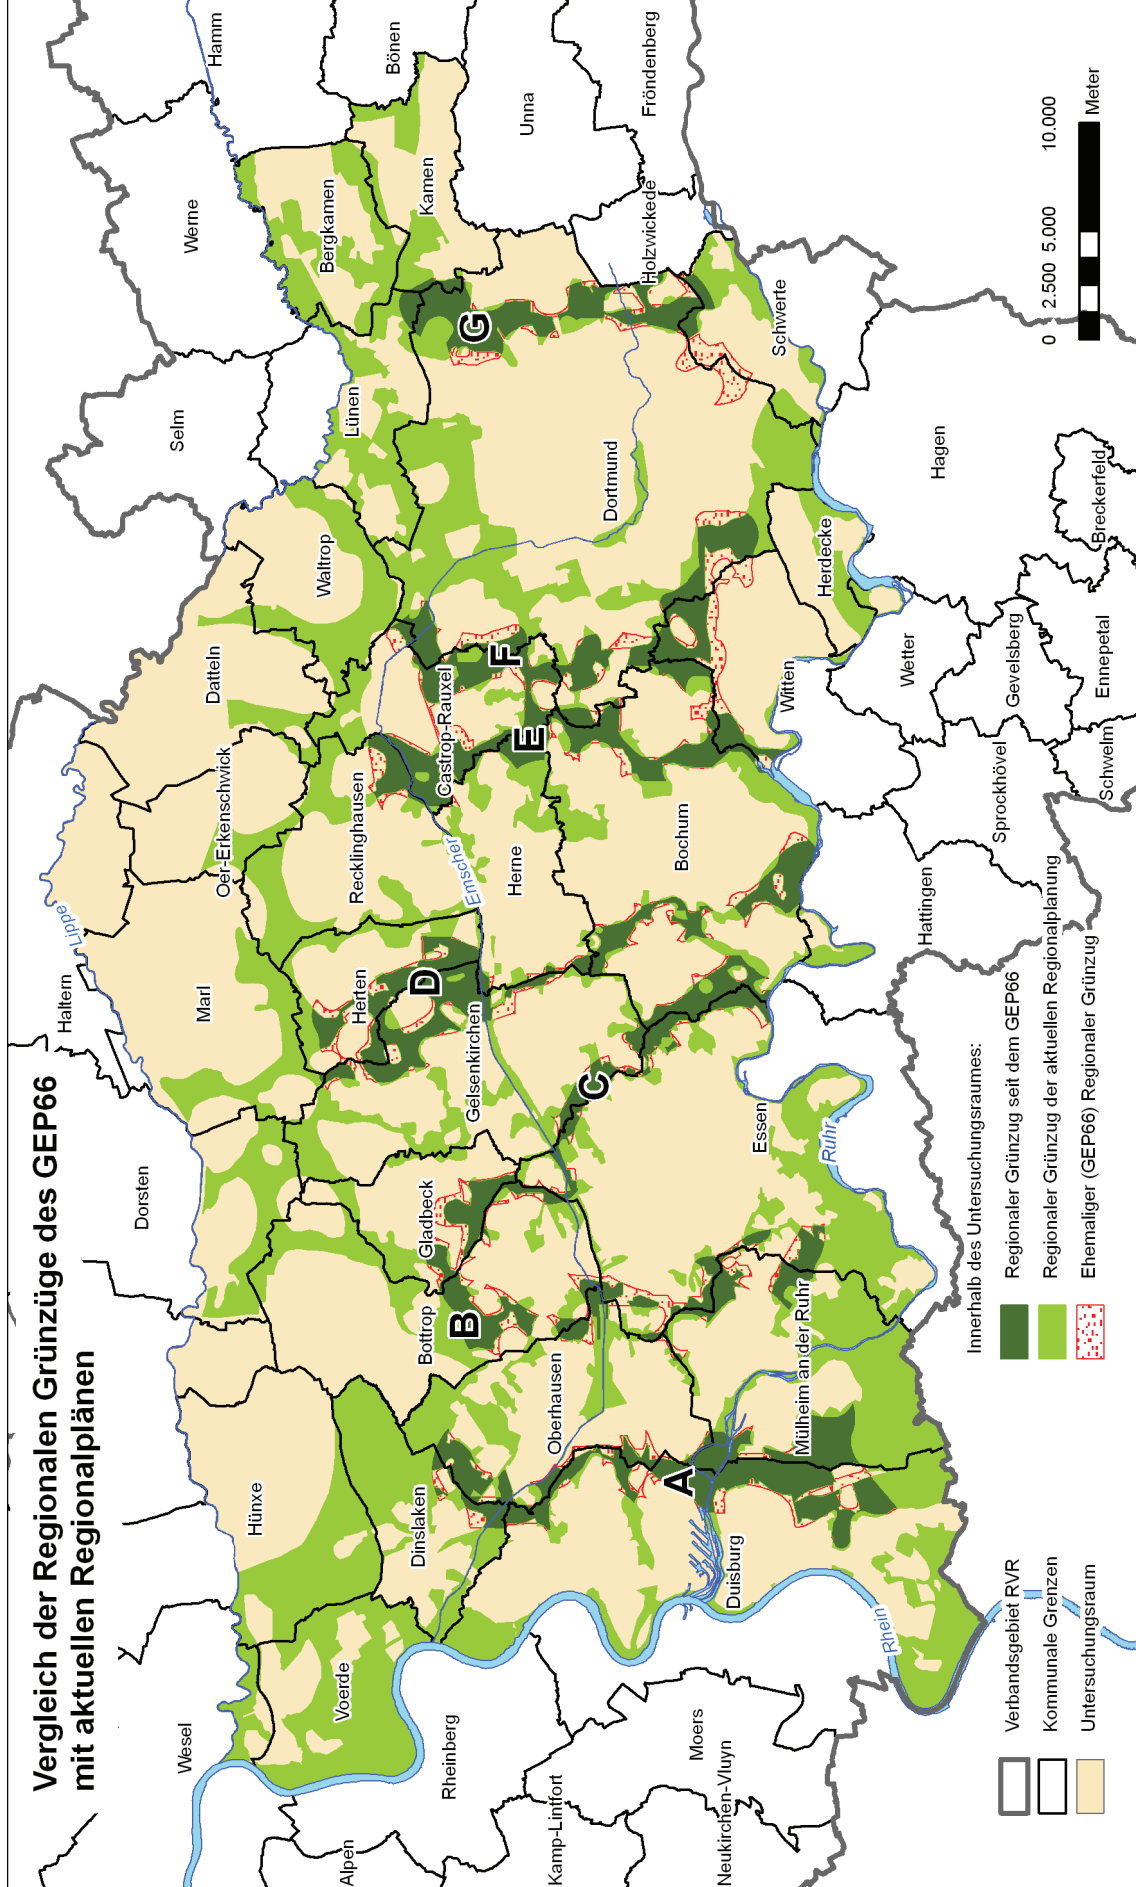 Vergleich der Regionalen Grünzüge des GEP66
mit aktuellen Regionalplänen
Wesel
Dorsten
Haltern
Lippe
Selm
Werne
Hamm
Hünxe
Marl
Oer-Erkenschwick
Datteln
Waltrop
Lünen
Bergkamen
Bönen
Alpen
Voerde
Dinslaken
Bottrop
Gladbeck
Herten
Recklinghausen
Kamen
Rheinberg
B
Gelsenkirchen
D
Emscher
Castrop-Rauxel
G
Unna
Kamp-Lintfort
Oberhausen
C
Herne
E
F
Dortmund
Holzwickede
Fröndenberg
Moers
Neukirchen-Vluyn
Duisburg
A
Mülheim an der Ruhr
Essen
Ruhr
Bochum
Witten
Herdecke
Schwerte
Rhein
Hattingen
Sprockhövel
Wetter
Gevelsberg
Schwelm
Ennepetal
Hagen
Breckerfeld
Verbandsgebiet RVR
Kommunale Grenzen
Untersuchungsraum
Innerhalb des Untersuchungsraumes:
Regionaler Grünzug seit dem GEP66
Regionaler Grünzug der aktuellen Regionalplanung
Ehemaliger (GEP66) Regionaler Grünzug
0 2.500 5.000 10.000
Meter